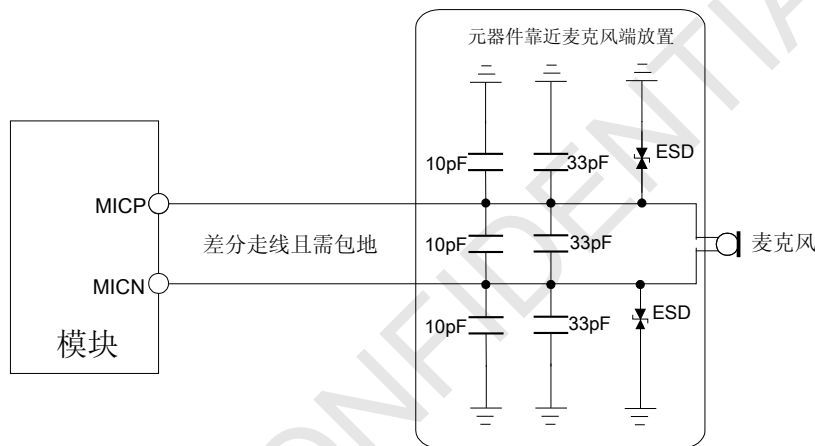 元器件靠近麦克风端放置
10pF 33pF ESD
MICP
差分走线且需包地
10pF 33pF
麦克风
MICN
10pF 33pF ESD
模块